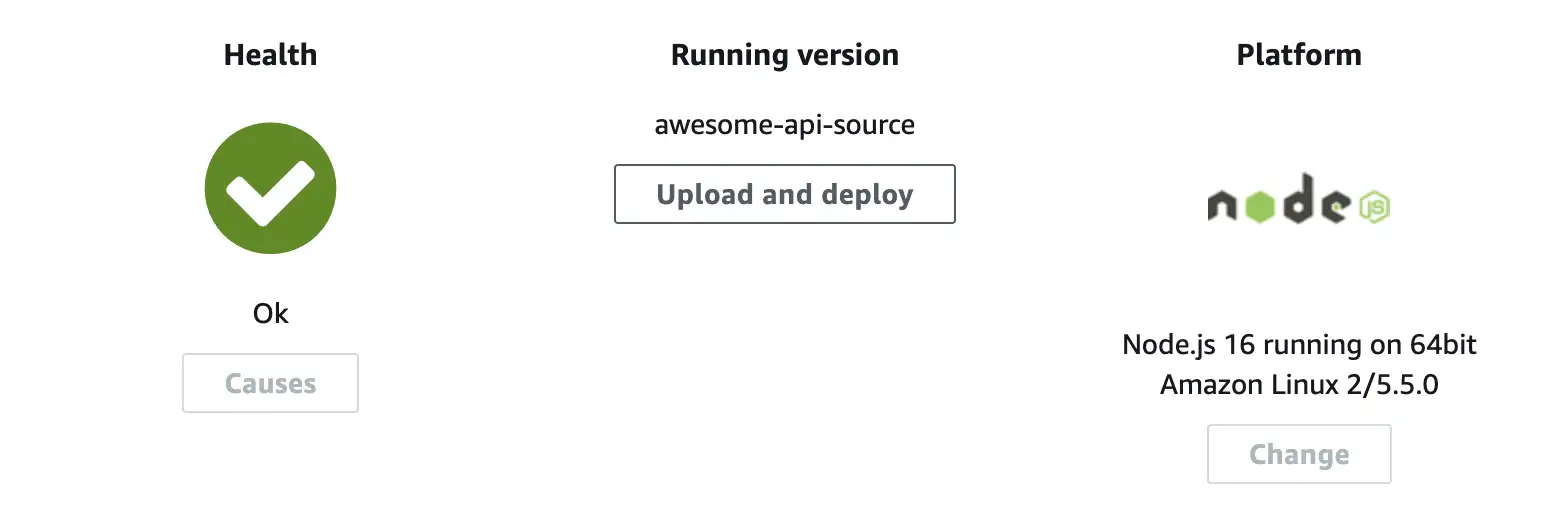 Health
Ok
Causes
Running version
awesome-api-source
Upload and deploy
Platform
node JS
Node.js 16 running on 64bit
Amazon Linux 2/5.5.0
Change